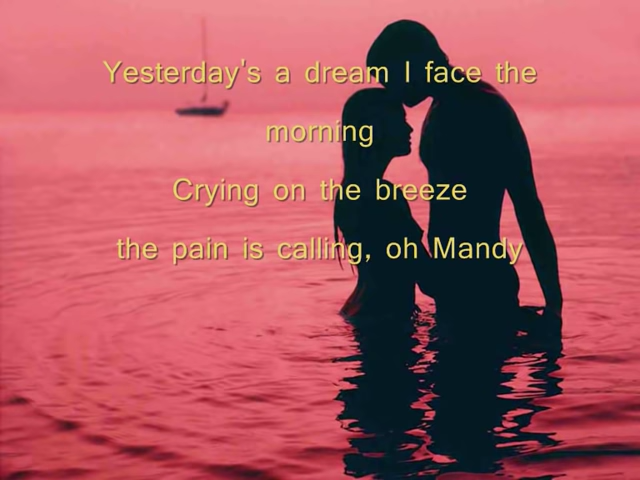 Yesterday's a dream I face the
morning
Crying on the breeze
the pain is calling, oh Mandy